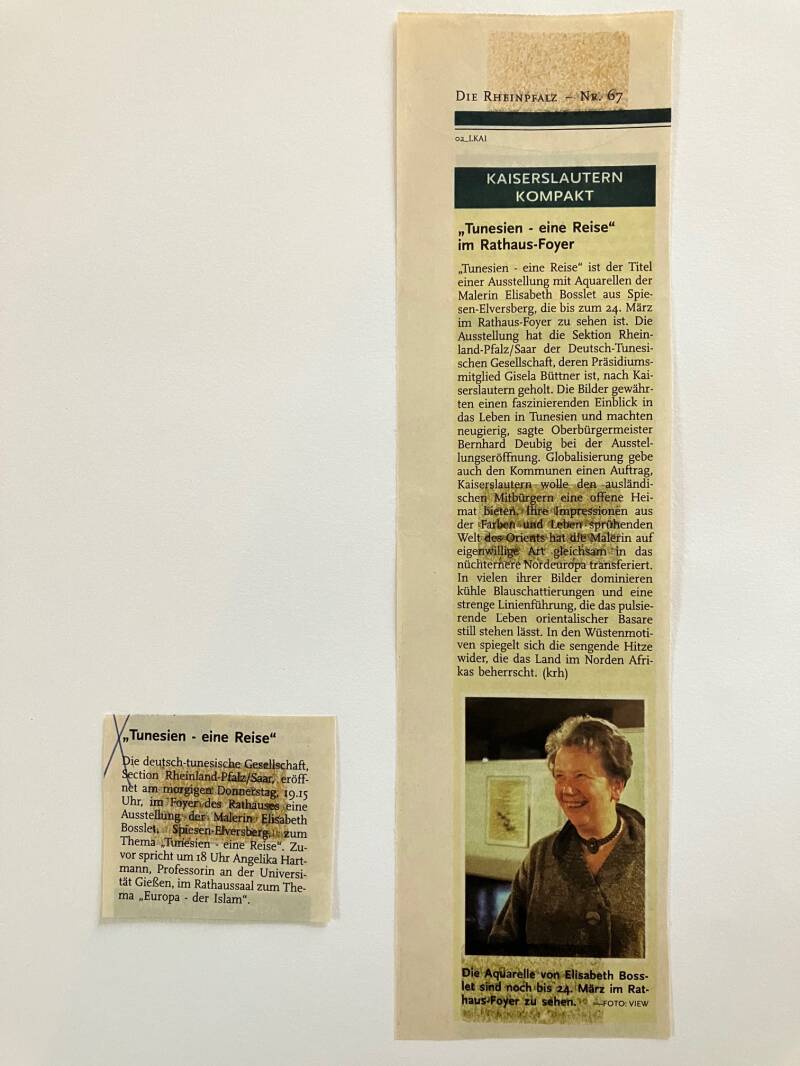 DIE RHEINPFALZ – NR. 67
02_LKAI
KAISERSLAUTERN
KOMPAKT
„Tunesien - eine Reise“
im Rathaus-Foyer
„Tunesien - eine Reise“ ist der Titel
einer Ausstellung mit Aquarellen der
Malerin Elisabeth Bosslet aus Spie-
sen-Elversberg, die bis zum 24. März
im Rathaus-Foyer zu sehen ist. Die
Ausstellung hat die Sektion Rhein-
land-Pfalz/Saar der Deutsch-Tunesi-
schen Gesellschaft, deren Präsidiums-
mitglied Gisela Büttner ist, nach Kai-
serslautern geholt. Die Bilder gewähr-
ten einen faszinierenden Einblick in
das Leben in Tunesien und machten
neugierig, sagte Oberbürgermeister
Bernhard Deubig bei der Ausstel-
lungseröffnung. Globalisierung gebe
auch den Kommunen einen Auftrag,
Kaiserslautern wolle den ausländi-
schen Mitbürgern eine offene Hei-
mat bieten. Ihre Impressionen aus
der Farben und Leben sprühenden
Welt des Orients hat die Malerin auf
eigenwillige Art gleichsam in das
nüchternere Nordeuropa transferiert.
In vielen ihrer Bilder dominieren
kühle Blauschattierungen und eine
strenge Linienführung, die das pulsie-
rende Leben orientalischer Basare
still stehen lässt. In den Wüstenmoti-
ven spiegelt sich die sengende Hitze
wider, die das Land im Norden Afri-
kas beherrscht. (krh)
Die Aquarelle von Elisabeth Boss-
let sind noch bis 24. März im Rat-
haus-Foyer zu sehen. —FOTO: VIEW
„Tunesien - eine Reise“
Die deutsch-tunesische Gesellschaft,
Section Rheinland-Pfalz/Saar, eröff-
net am morgigen Donnerstag, 19.15
Uhr, im Foyer des Rathauses eine
Ausstellung der Malerin Elisabeth
Bosslet, Spiesen-Elversberg, zum
Thema „Tunesien - eine Reise“. Zu-
vor spricht um 18 Uhr Angelika Hart-
mann, Professorin an der Universi-
tät Gießen, im Rathaussaal zum The-
ma „Europa - der Islam“.